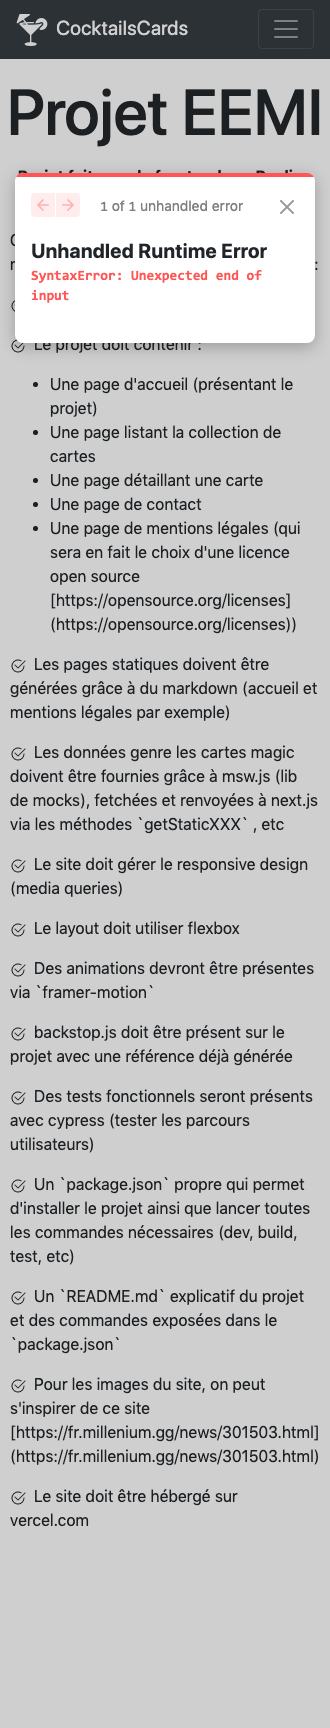 CocktailsCards
Projet EEMI
1 of 1 unhandled error
Unhandled Runtime Error
SyntaxError: Unexpected end of
input
Le projet doit contenir :
Une page d'accueil (présentant le
projet)
Une page listant la collection de
cartes
Une page détaillant une carte
Une page de contact
Une page de mentions légales (qui
sera en fait le choix d'une licence
open source
[https://opensource.org/licenses]
(https://opensource.org/licenses))
Les pages statiques doivent être
générées grâce à du markdown (accueil et
mentions légales par exemple)
Les données genre les cartes magic
doivent être fournies grâce à msw.js (lib
de mocks), fetchées et renvoyées à next.js
via les méthodes `getStaticXXX` , etc
Le site doit gérer le responsive design
(media queries)
Le layout doit utiliser flexbox
Des animations devront être présentes
via `framer-motion`
backstop.js doit être présent sur le
projet avec une référence déjà générée
Des tests fonctionnels seront présents
avec cypress (tester les parcours
utilisateurs)
Un `package.json` propre qui permet
d'installer le projet ainsi que lancer toutes
les commandes nécessaires (dev, build,
test, etc)
Un `README.md` explicatif du projet
et des commandes exposées dans le
`package.json`
Pour les images du site, on peut
s'inspirer de ce site
[https://fr.millenium.gg/news/301503.html]
(https://fr.millenium.gg/news/301503.html)
Le site doit être hébergé sur
vercel.com